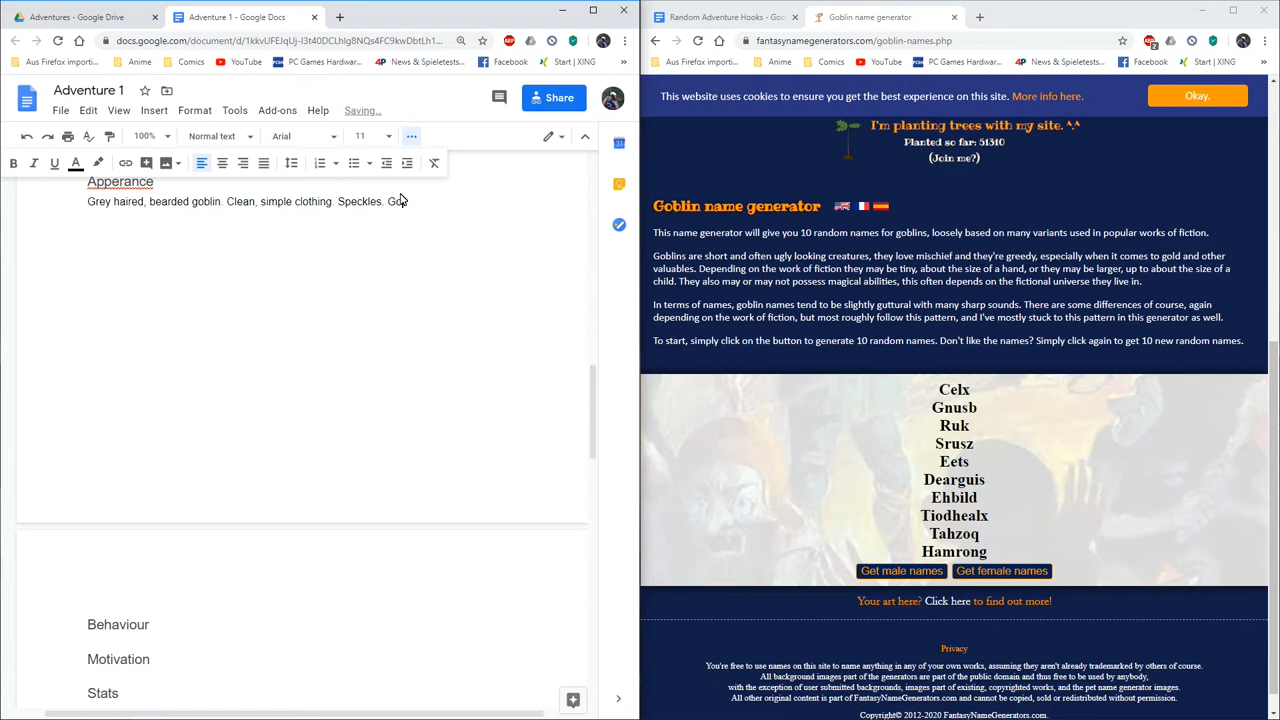 Adventures - Google Drive
Adventure 1 - Google Docs
docs.google.com/document/d/1kkvUFEJqUj-l3t40DCLhlg8NQs4FC9kwDbtLh1...
Aus Firefox importi...
Anime
Comics
YouTube
PC Games Hardwar...
News & Spieletests...
Facebook
Start | XING
Adventure 1
File Edit View Insert Format Tools Add-ons Help Saving...
Share
100% Normal text Arial 11
Apperance
Grey haired, bearded goblin. Clean, simple clothing. Speckles.
Behaviour
Motivation
Stats
Random Adventure Hooks - Goo
Goblin name generator
fantasynamegenerators.com/goblin-names.php
Aus Firefox importi...
Anime
Comics
YouTube
PC Games Hardwar...
News & Spieletests...
Facebook
Start | XING
This website uses cookies to ensure you get the best experience on this site. More info here.
Okay.
I'm planting trees with my site. ^.^
Planted so far: 51310
(Join me?)
Goblin name generator
This name generator will give you 10 random names for goblins, loosely based on many variants used in popular works of fiction.
Goblins are short and often ugly looking creatures, they love mischief and they're greedy, especially when it comes to gold and other
valuables. Depending on the work of fiction they may be tiny, about the size of a hand, or they may be larger, up to about the size of a
child. They also may or may not possess magical abilities, this often depends on the fictional universe they live in.
In terms of names, goblin names tend to be slightly guttural with many sharp sounds. There are some differences of course, again
depending on the work of fiction, but most roughly follow this pattern, and I've mostly stuck to this pattern in this generator as well.
To start, simply click on the button to generate 10 random names. Don't like the names? Simply click again to get 10 new random names.
Celx
Gnusb
Ruk
Srusz
Eets
Dearguis
Ehbild
Tiodhealx
Tahzoq
Hamrong
Get male names Get female names
Your art here? Click here to find out more!
Privacy
You're free to use names on this site to name anything in any of your own works, assuming they aren't already trademarked by others of course.
All background images part of the generators are part of the public domain and thus free to be used by anybody,
with the exception of user submitted backgrounds, images part of existing, copyrighted works, and the pet name generator images.
All other original content is part of FantasyNameGenerators.com and cannot be copied, sold or redistributed without permission.
Copyright© 2012-2020 FantasyNameGenerators.com.